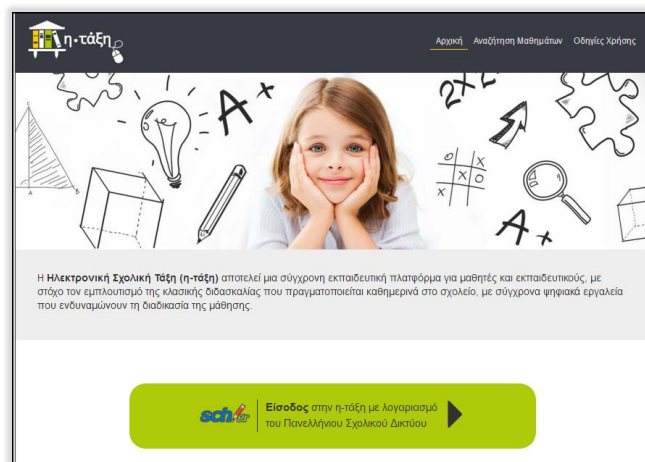 η·τάξη
Αρχική Αναζήτηση Μαθημάτων Οδηγίες Χρήσης
A+
2x2
C
A B
O X
X O
X
A+
Η Ηλεκτρονική Σχολική Τάξη (η-τάξη) αποτελεί μια σύγχρονη εκπαιδευτική πλατφόρμα για μαθητές και εκπαιδευτικούς, με
στόχο τον εμπλουτισμό της κλασικής διδασκαλίας που πραγματοποιείται καθημερινά στο σχολείο, με σύγχρονα ψηφιακά εργαλεία
που ενδυναμώνουν τη διαδικασία της μάθησης.
sch.gr
Είσοδος στην η-τάξη με λογαριασμό
του Πανελλήνιου Σχολικού Δικτύου